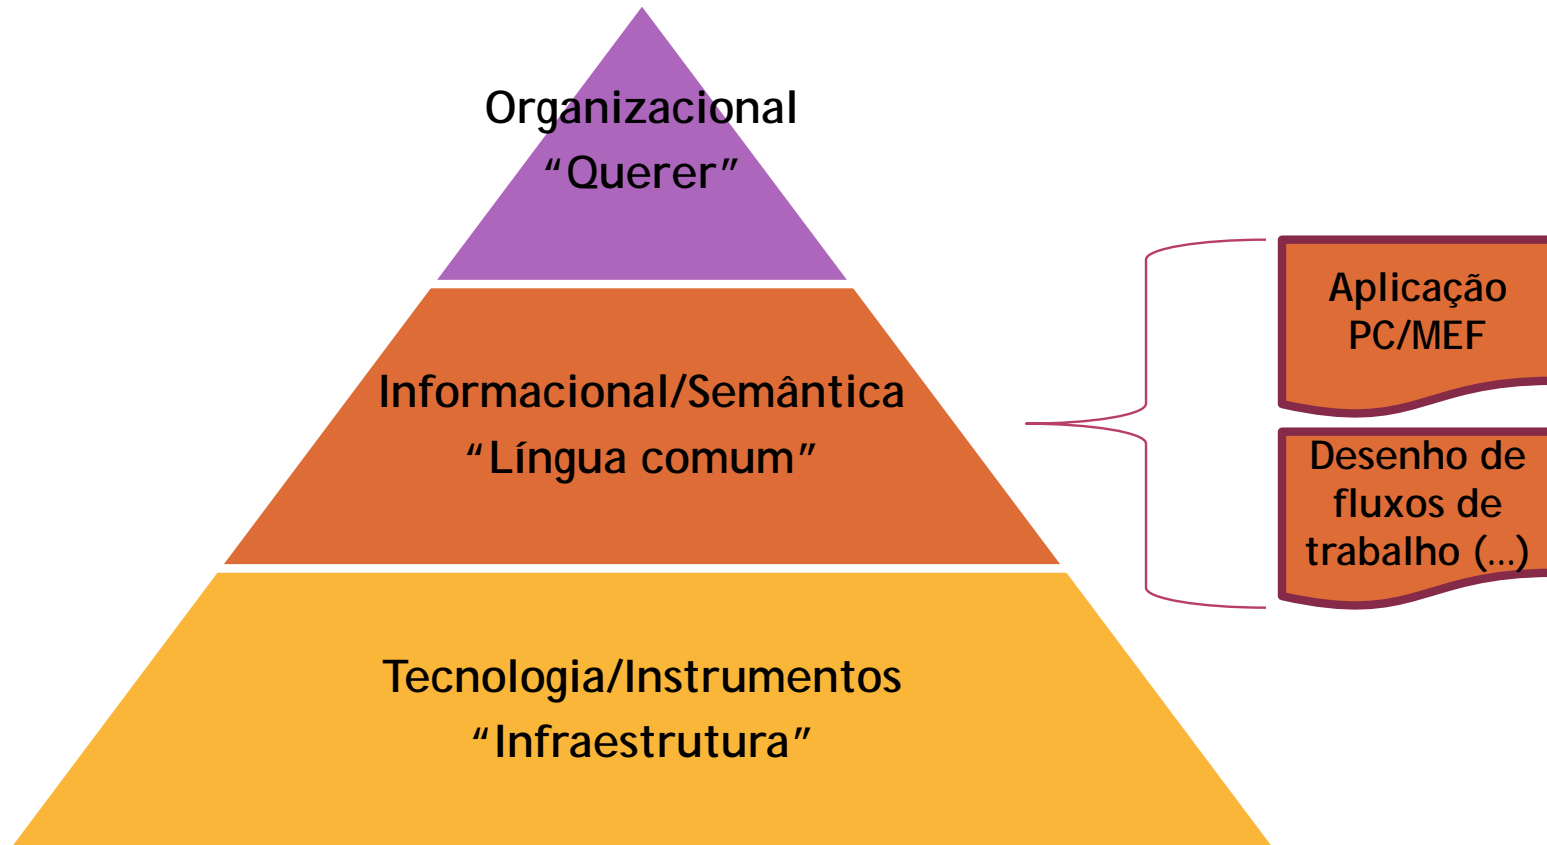 Organizacional
“Querer”
Informacional/Semântica
“Língua comum”
Tecnologia/Instrumentos
“Infraestrutura”
Aplicação
PC/MEF
Desenho de
fluxos de
trabalho (...)